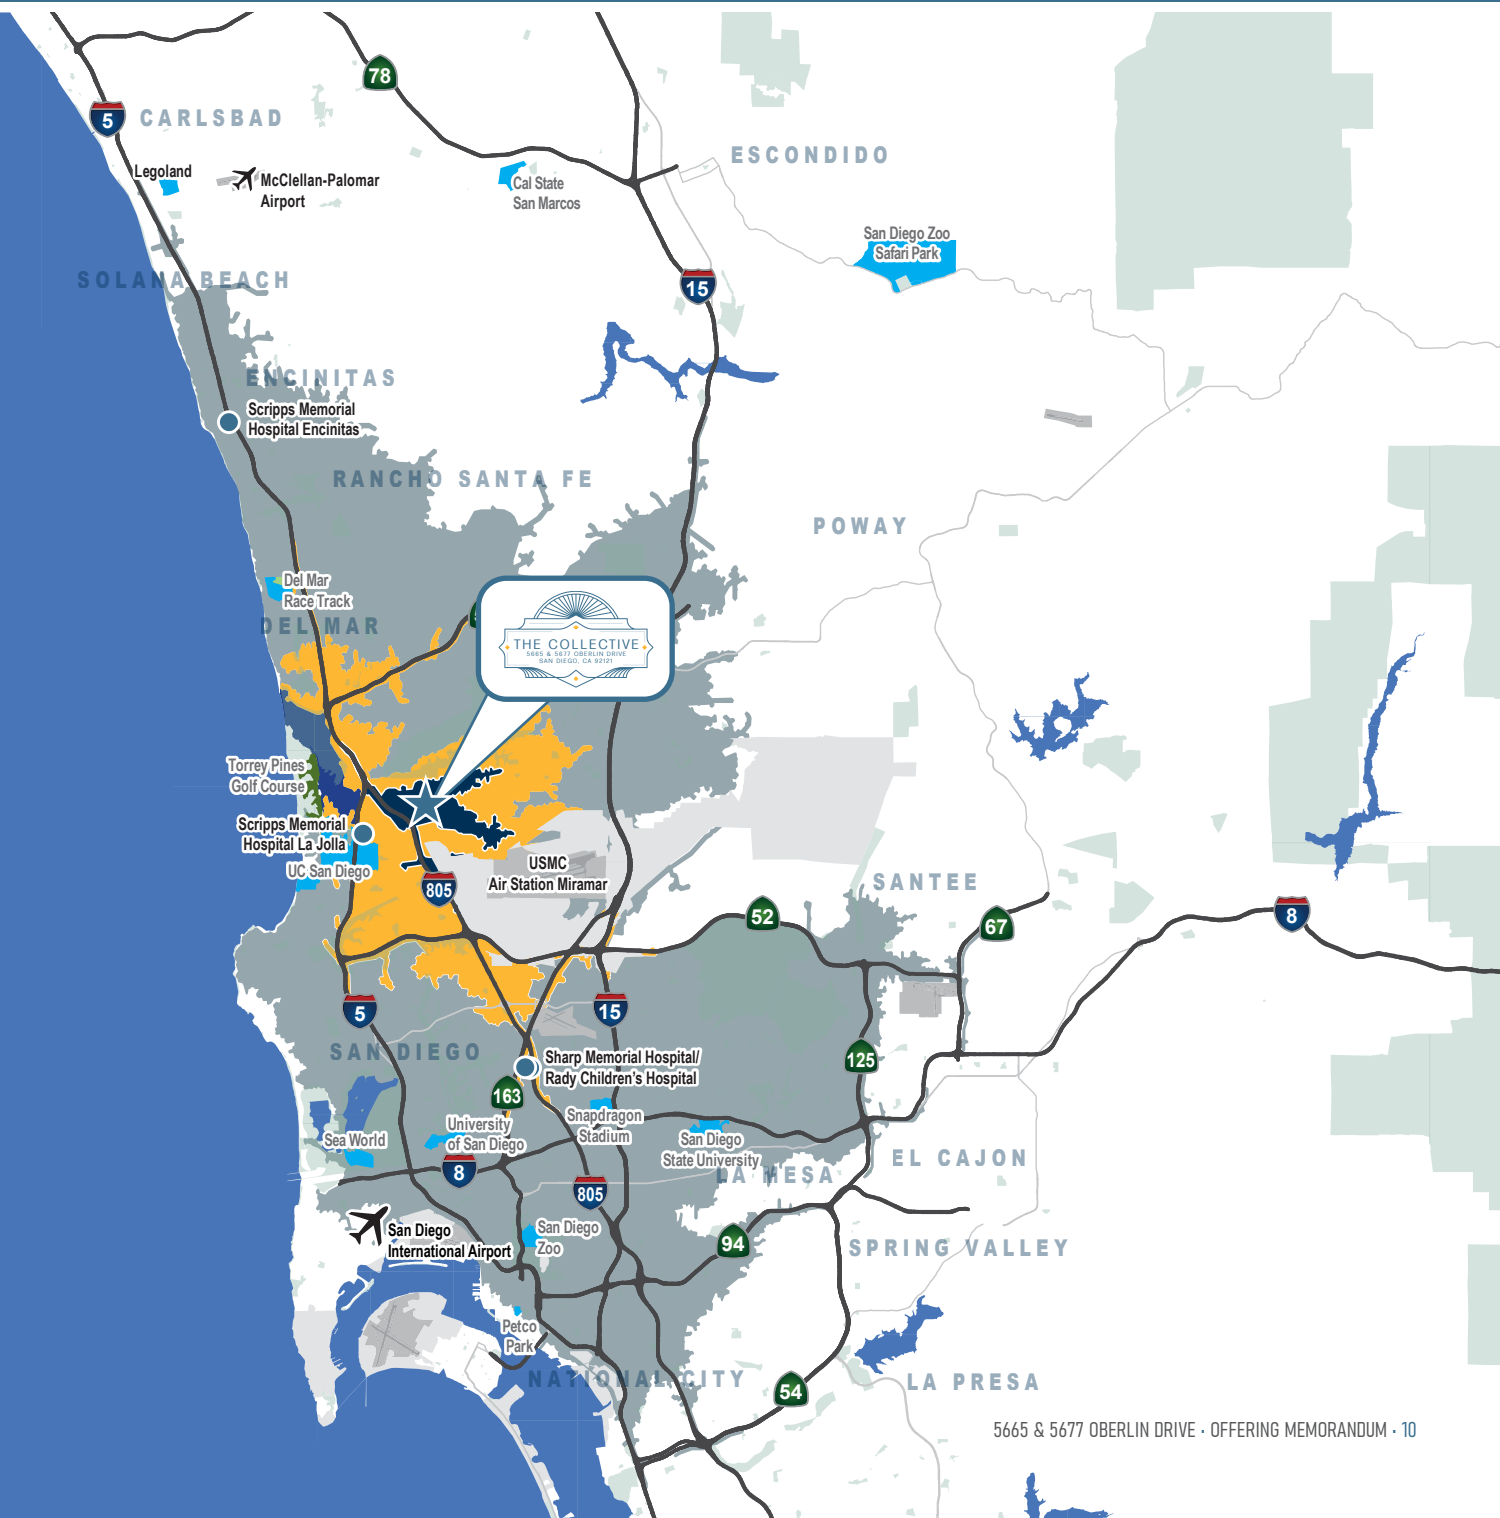 78
5
CARLSBAD
ESCONDIDO
Legoland
McClellan-Palomar
Airport
Cal State
San Marcos
San Diego Zoo
Safari Park
SOLANA BEACH
15
ENCINITAS
Scripps Memorial
Hospital Encinitas
RANCHO SANTA FE
POWAY
Del Mar
Race Track
DEL MAR
THE COLLECTIVE
5665 & 5677 OBERLIN DRIVE
SAN DIEGO, CA 92121
Torrey Pines
Golf Course
Scripps Memorial
Hospital La Jolla
UC San Diego
USMC
Air Station Miramar
805
SANTEE
52
67
8
5
15
SAN DIEGO
Sharp Memorial Hospital/
Rady Children's Hospital
125
163
Snapdragon
Stadium
University
of San Diego
Sea World
San Diego
State University
8
LA MESA
EL CAJON
805
San Diego
International Airport
San Diego
Zoo
94
SPRING VALLEY
Petco
Park
NATIONAL CITY
54
LA PRESA
5665 & 5677 OBERLIN DRIVE · OFFERING MEMORANDUM · 10